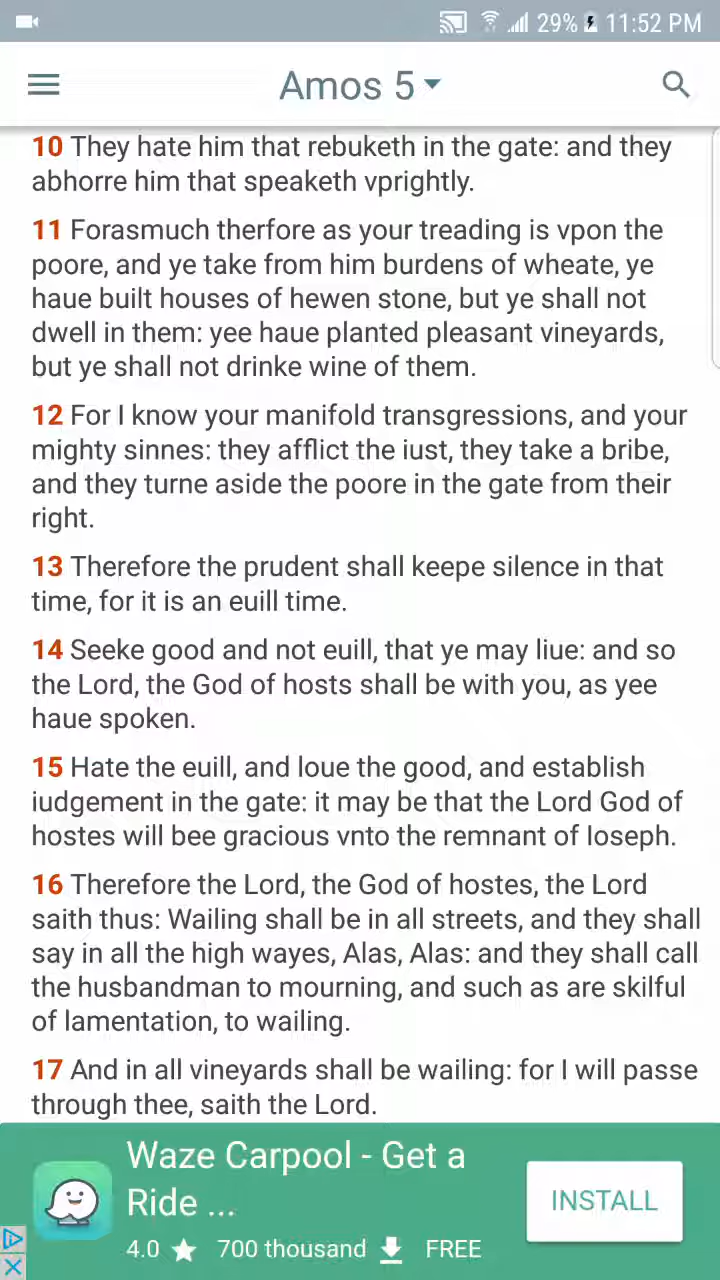 29% 11:52 PM
Amos 5
10 They hate him that rebuketh in the gate: and they
abhorre him that speaketh vprightly.
11 Forasmuch therfore as your treading is vpon the
poore, and ye take from him burdens of wheate, ye
haue built houses of hewen stone, but ye shall not
dwell in them: yee haue planted pleasant vineyards,
but ye shall not drinke wine of them.
12 For I know your manifold transgressions, and your
mighty sinnes: they afflict the iust, they take a bribe,
and they turne aside the poore in the gate from their
right.
13 Therefore the prudent shall keepe silence in that
time, for it is an euill time.
14 Seeke good and not euill, that ye may liue: and so
the Lord, the God of hosts shall be with you, as yee
haue spoken.
15 Hate the euill, and loue the good, and establish
iudgement in the gate: it may be that the Lord God of
hostes will bee gracious vnto the remnant of Ioseph.
16 Therefore the Lord, the God of hostes, the Lord
saith thus: Wailing shall be in all streets, and they shall
say in all the high wayes, Alas, Alas: and they shall call
the husbandman to mourning, and such as are skilful
of lamentation, to wailing.
17 And in all vineyards shall be wailing: for I will passe
through thee, saith the Lord.
Waze Carpool - Get a
Ride ...
INSTALL
4.0 700 thousand FREE